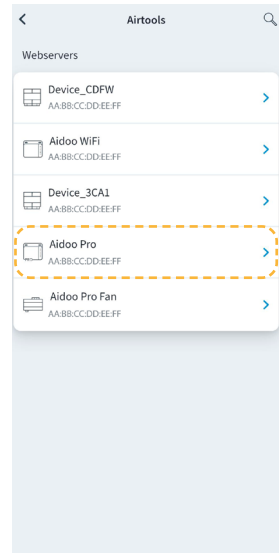 Airtools
Webservers
Device_CDFW
AA:BB:CC:DD:EE:FF
Aidoo WiFi
AA:BB:CC:DD:EE:FF
Device_3CA1
AA:BB:CC:DD:EE:FF
Aidoo Pro
AA:BB:CC:DD:EE:FF
Aidoo Pro Fan
AA:BB:CC:DD:EE:FF